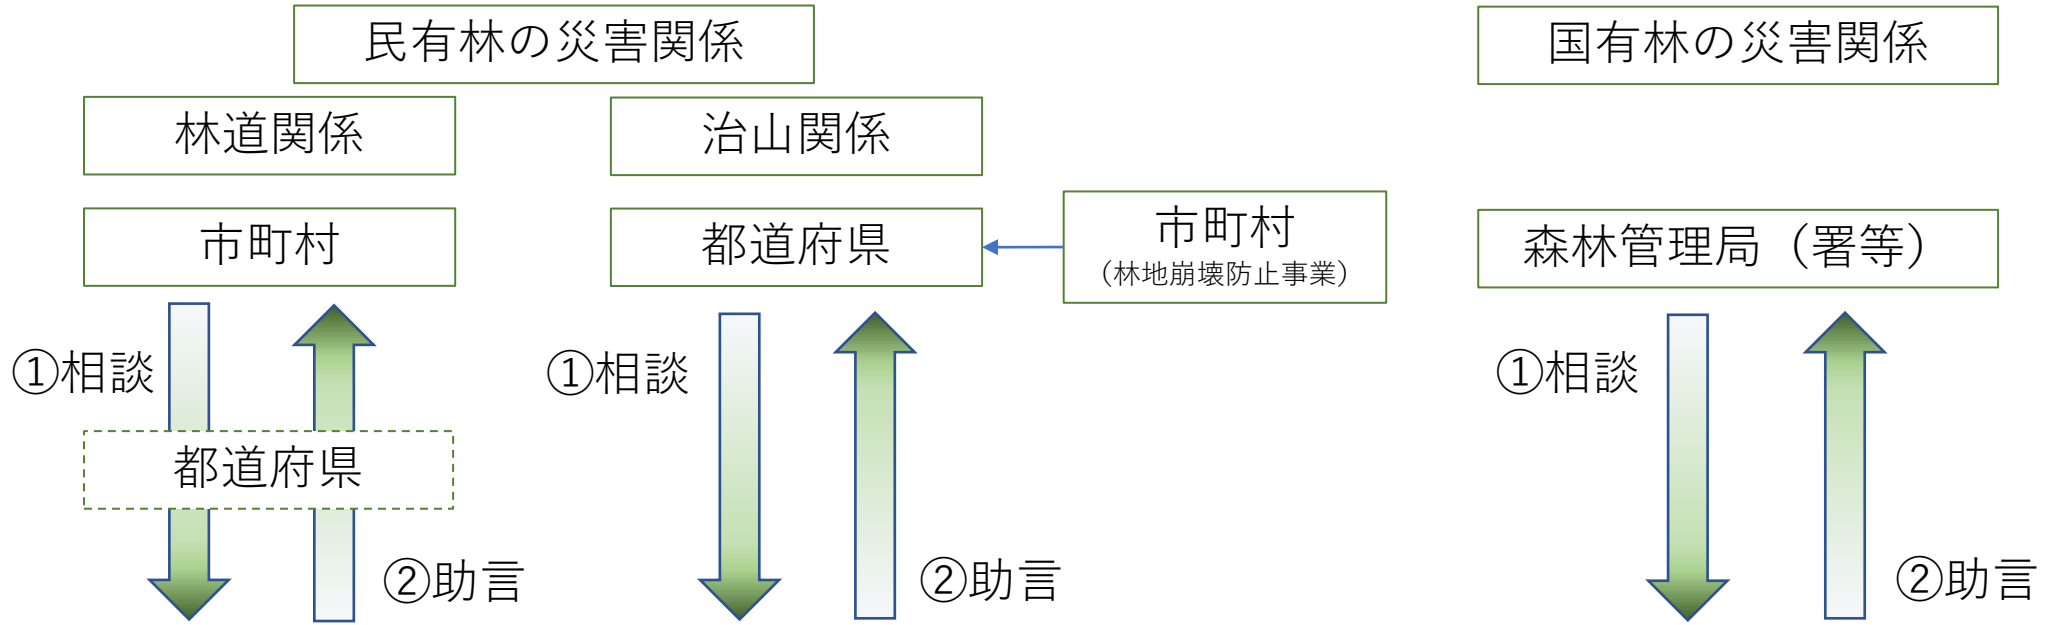 民有林の災害関係
国有林の災害関係
林道関係
治山関係
市町村
都道府県
市町村
（林地崩壊防止事業）
森林管理局（署等）
①相談
①相談
①相談
都道府県
②助言
②助言
②助言